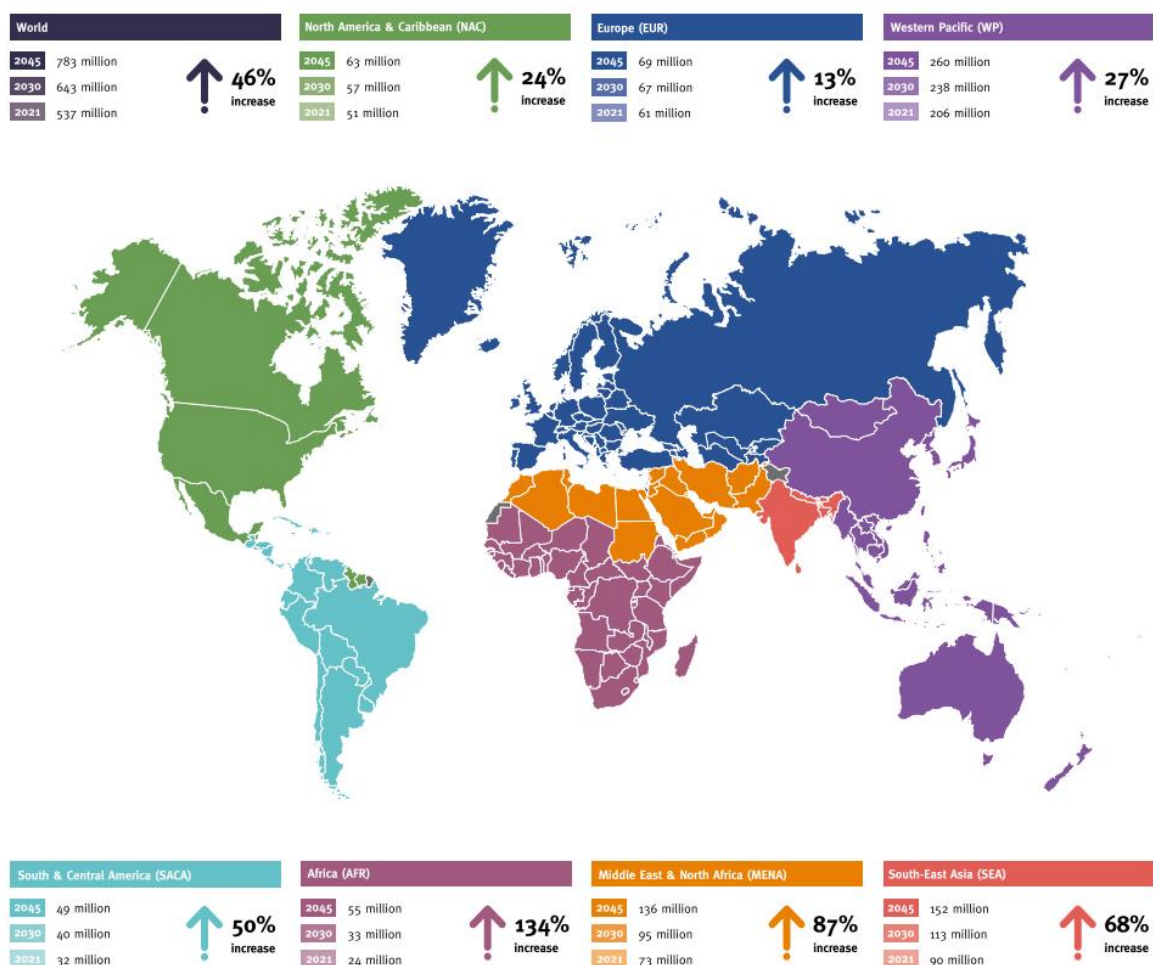 World
2045 783 million
2030 643 million
2021 537 million
46%
increase
North America & Caribbean (NAC)
2045 63 million
2030 57 million
2021 51 million
24%
increase
Europe (EUR)
2045 69 million
2030 67 million
2021 61 million
13%
increase
Western Pacific (WP)
2045 260 million
2030 238 million
2021 206 million
27%
increase
South & Central America (SACA)
2045 49 million
2030 40 million
2021 32 million
50%
increase
Africa (AFR)
2045 55 million
2030 33 million
2021 24 million
134%
increase
Middle East & North Africa (MENA)
2045 136 million
2030 95 million
2021 73 million
87%
increase
South-East Asia (SEA)
2045 152 million
2030 113 million
2021 90 million
68%
increase